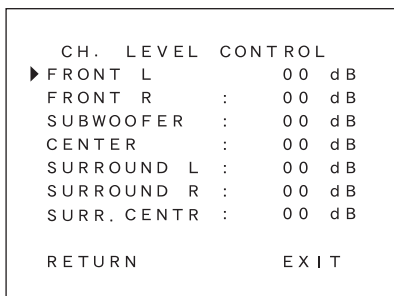 CH. LEVEL CONTROL
FRONT L 00 dB
FRONT R : 00 dB
SUBWOOFER : 00 dB
CENTER : 00 dB
SURROUND L : 00 dB
SURROUND R : 00 dB
SURR. CENTR : 00 dB
RETURN EXIT